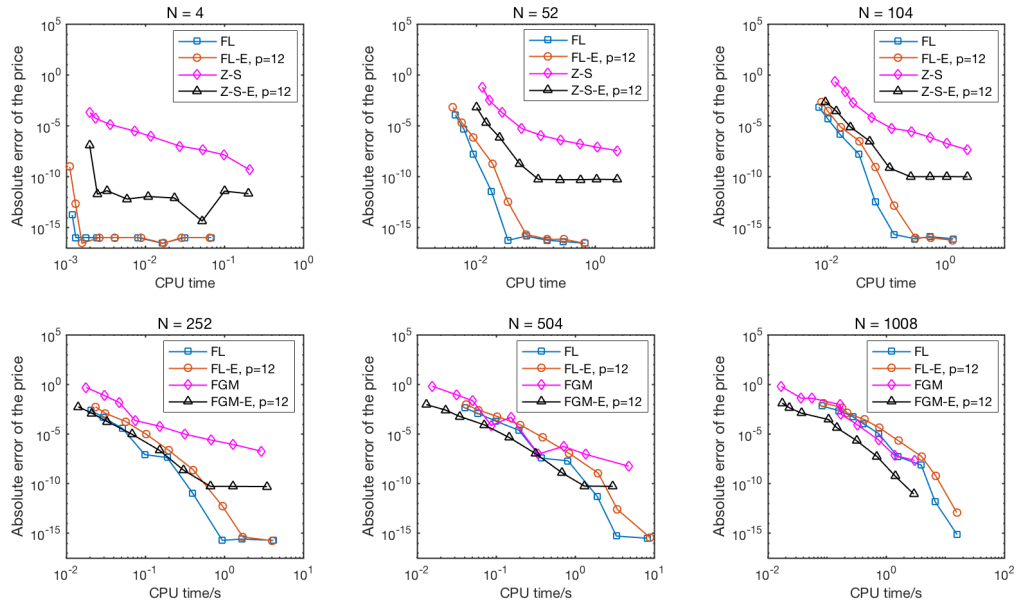 N = 4
10^5
10^0
10^-5
10^-10
10^-15
Absolute error of the price
FL
FL-E, p=12
Z-S
Z-S-E, p=12
10^-3
10^-2
10^-1
10^0
CPU time
N = 52
10^5
10^0
10^-5
10^-10
10^-15
Absolute error of the price
FL
FL-E, p=12
Z-S
Z-S-E, p=12
10^-2
10^0
CPU time
N = 104
10^5
10^0
10^-5
10^-10
10^-15
Absolute error of the price
FL
FL-E, p=12
Z-S
Z-S-E, p=12
10^-2
10^0
CPU time
N = 252
10^5
10^0
10^-5
10^-10
10^-15
Absolute error of the price
FL
FL-E, p=12
FGM
FGM-E, p=12
10^-2
10^-1
10^0
10^1
CPU time/s
N = 504
10^5
10^0
10^-5
10^-10
10^-15
Absolute error of the price
FL
FL-E, p=12
FGM
FGM-E, p=12
10^-2
10^-1
10^0
10^1
CPU time/s
N = 1008
10^5
10^0
10^-5
10^-10
10^-15
Absolute error of the price
FL
FL-E, p=12
FGM
FGM-E, p=12
10^-2
10^0
10^2
CPU time/s